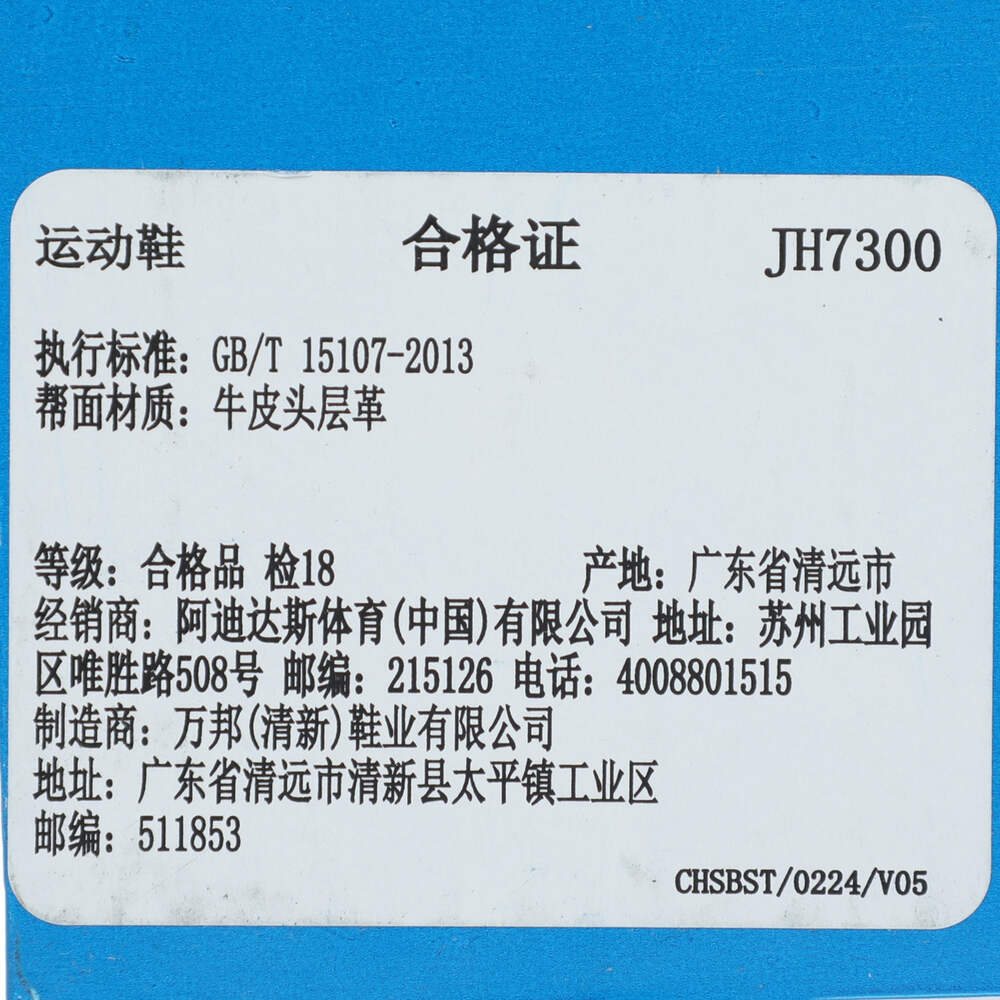 运动鞋 合格证 JH7300
执行标准：GB/T 15107-2013
帮面材质：牛皮头层革
等级：合格品 检18 产地：广东省清远市
经销商：阿迪达斯体育(中国)有限公司 地址：苏州工业园
区唯胜路508号 邮编：215126 电话：4008801515
制造商：万邦(清新)鞋业有限公司
地址：广东省清远市清新县太平镇工业区
邮编：511853
CHSBST/0224/V05